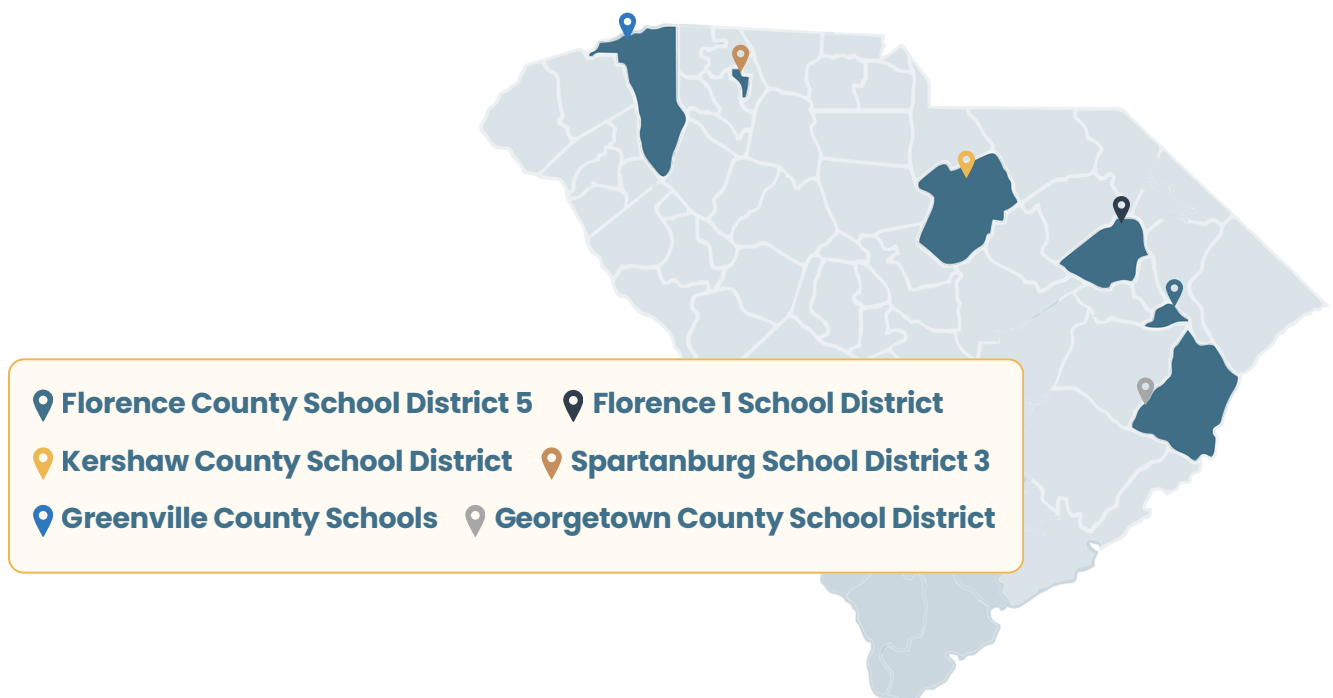 Florence County School District 5 Florence 1 School District
Kershaw County School District Spartanburg School District 3
Greenville County Schools Georgetown County School District